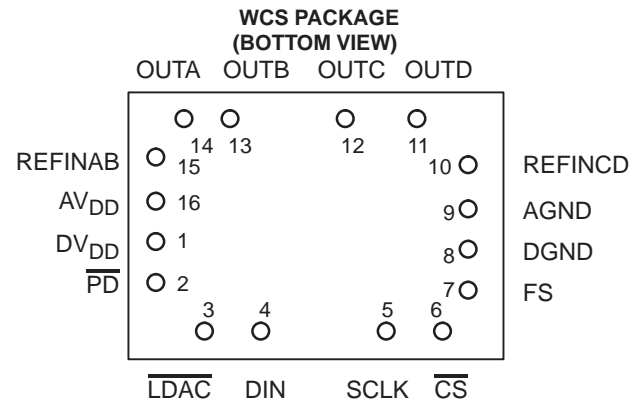 WCS PACKAGE
(BOTTOM VIEW)
OUTA OUTB OUTC OUTD
14 13 12 11
REFINAB 15 10 REFINCD
AVDD 16 9 AGND
DVDD 1 8 DGND
PD 2 7 FS
3 4 5 6
LDAC DIN SCLK CS